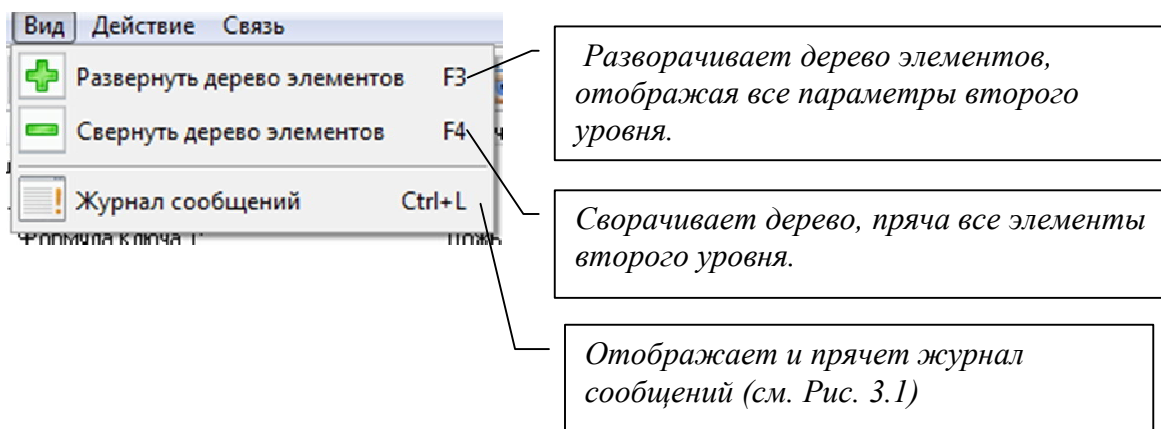 Вид Действие Связь
Развернуть дерево элементов F3
Свернуть дерево элементов F4
Журнал сообщений Ctrl+L
Разворачивает дерево элементов,
отображая все параметры второго
уровня.
Сворачивает дерево, пряча все элементы
второго уровня.
Отображает и прячет журнал
сообщений (см. Рис. 3.1)